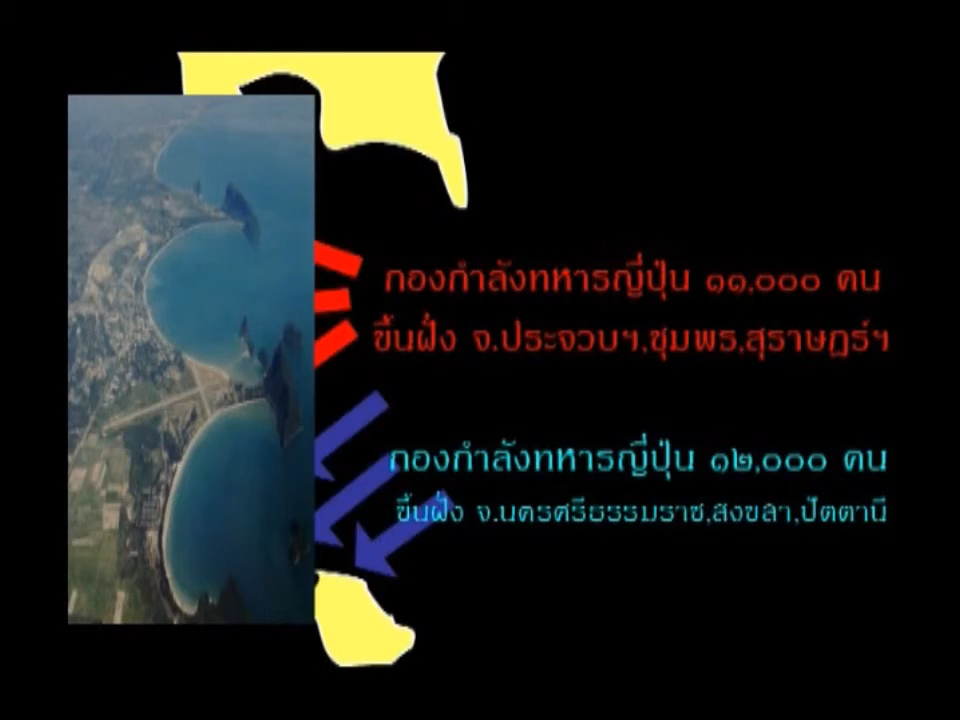 กองกำลังทหารญี่ปุ่น ๑๑,๐๐๐ คน
ขึ้นฝั่ง จ.ประจวบฯ,ชุมพร,สุราษฎร์ฯ
กองกำลังทหารญี่ปุ่น ๑๒,๐๐๐ คน
ขึ้นฝั่ง จ.นครศรีธรรมราช,สงขลา,ปัตตานี